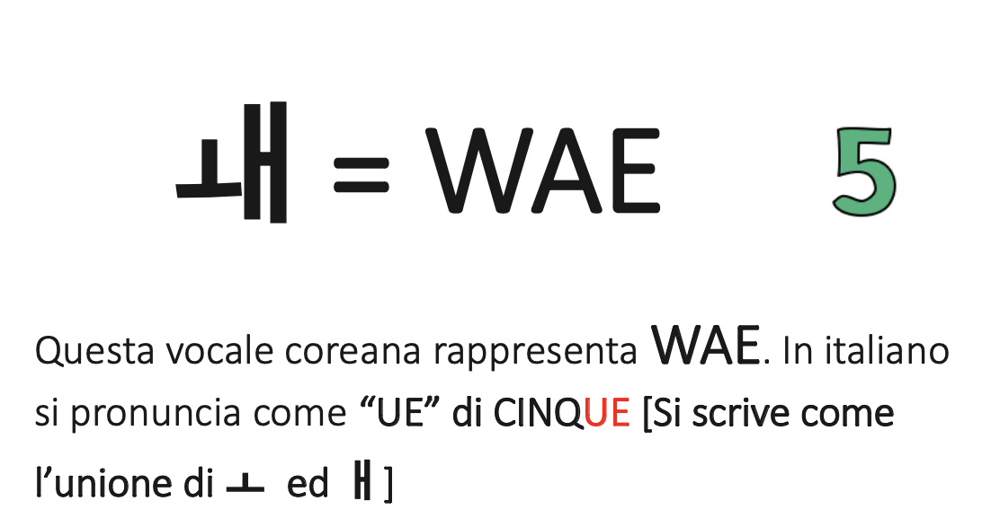 ㅙ = WAE 5
Questa vocale coreana rappresenta WAE. In italiano
si pronuncia come “UE” di CINQUE [Si scrive come
l’unione di ㅗ ed ㅐ]